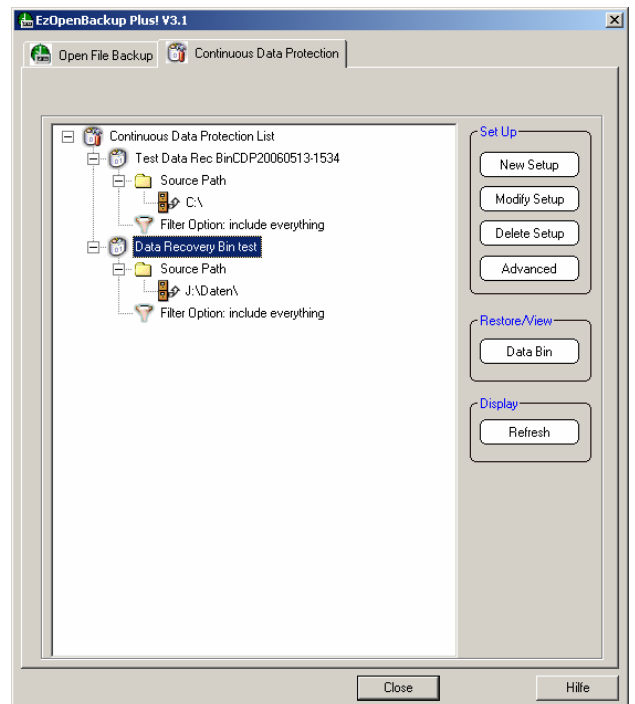 EzOpenBackup Plus! V3.1
Open File Backup
Continuous Data Protection
Continuous Data Protection List
Test Data Rec BinCDP20060513-1534
Source Path
C:\
Filter Option: include everything
Data Recovery Bin test
Source Path
J:\Daten\
Filter Option: include everything
Set Up
New Setup
Modify Setup
Delete Setup
Advanced
Restore/View
Data Bin
Display
Refresh
Close
Hilfe